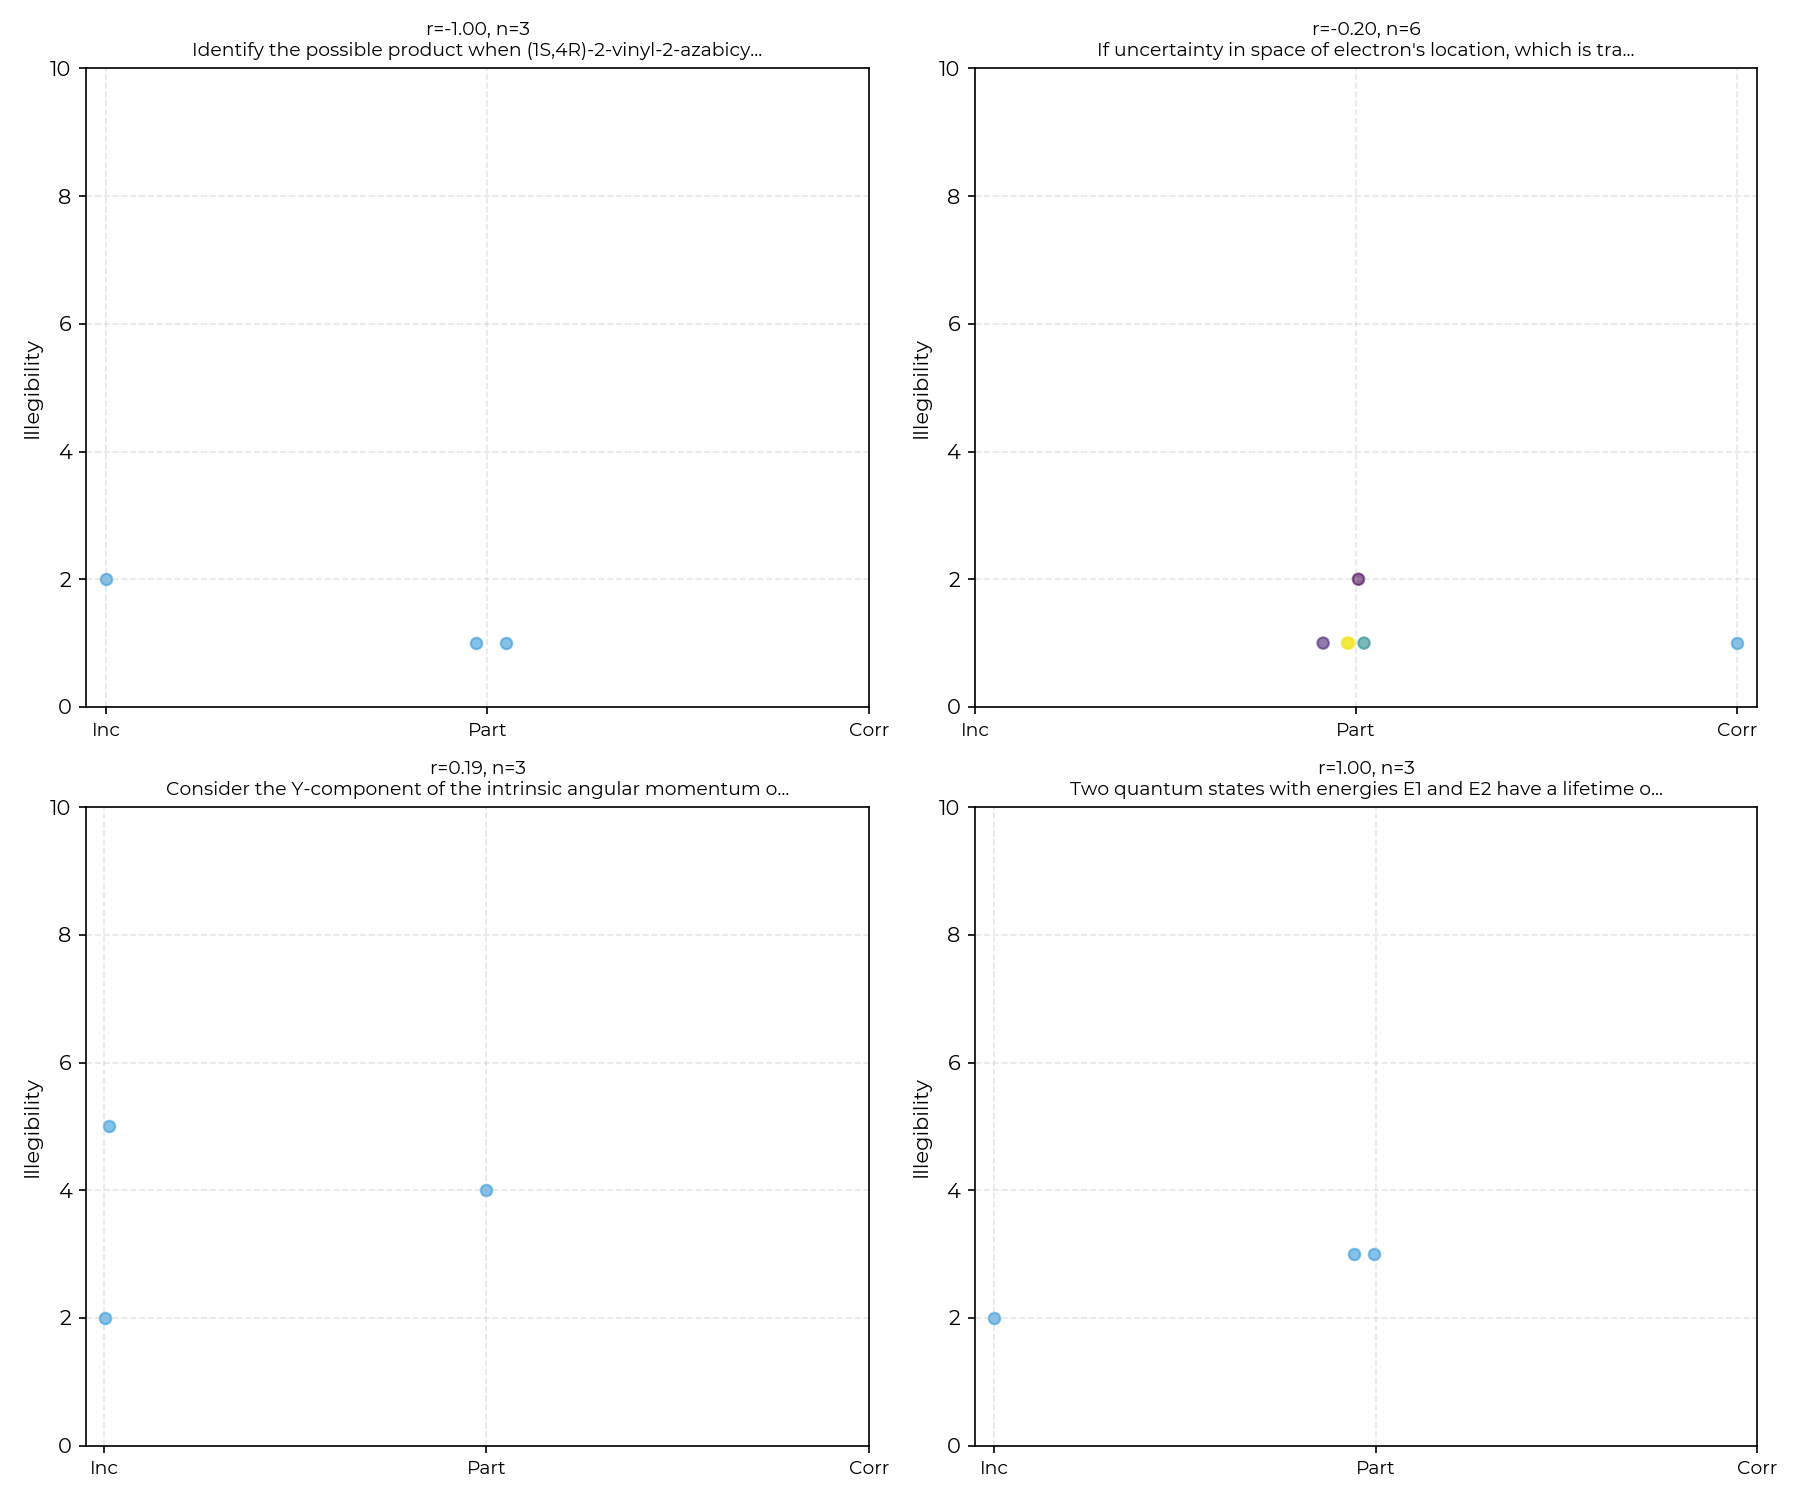 r=-1.00, n=3
Identify the possible product when (1S,4R)-2-vinyl-2-azabicy...
10
8
6
4
2
0
Illegibility
Inc
Part
Corr
r=-0.20, n=6
If uncertainty in space of electron's location, which is tra...
10
8
6
4
2
0
Illegibility
Inc
Part
Corr
r=0.19, n=3
Consider the Y-component of the intrinsic angular momentum o...
10
8
6
4
2
0
Illegibility
Inc
Part
Corr
r=1.00, n=3
Two quantum states with energies E1 and E2 have a lifetime o...
10
8
6
4
2
0
Illegibility
Inc
Part
Corr